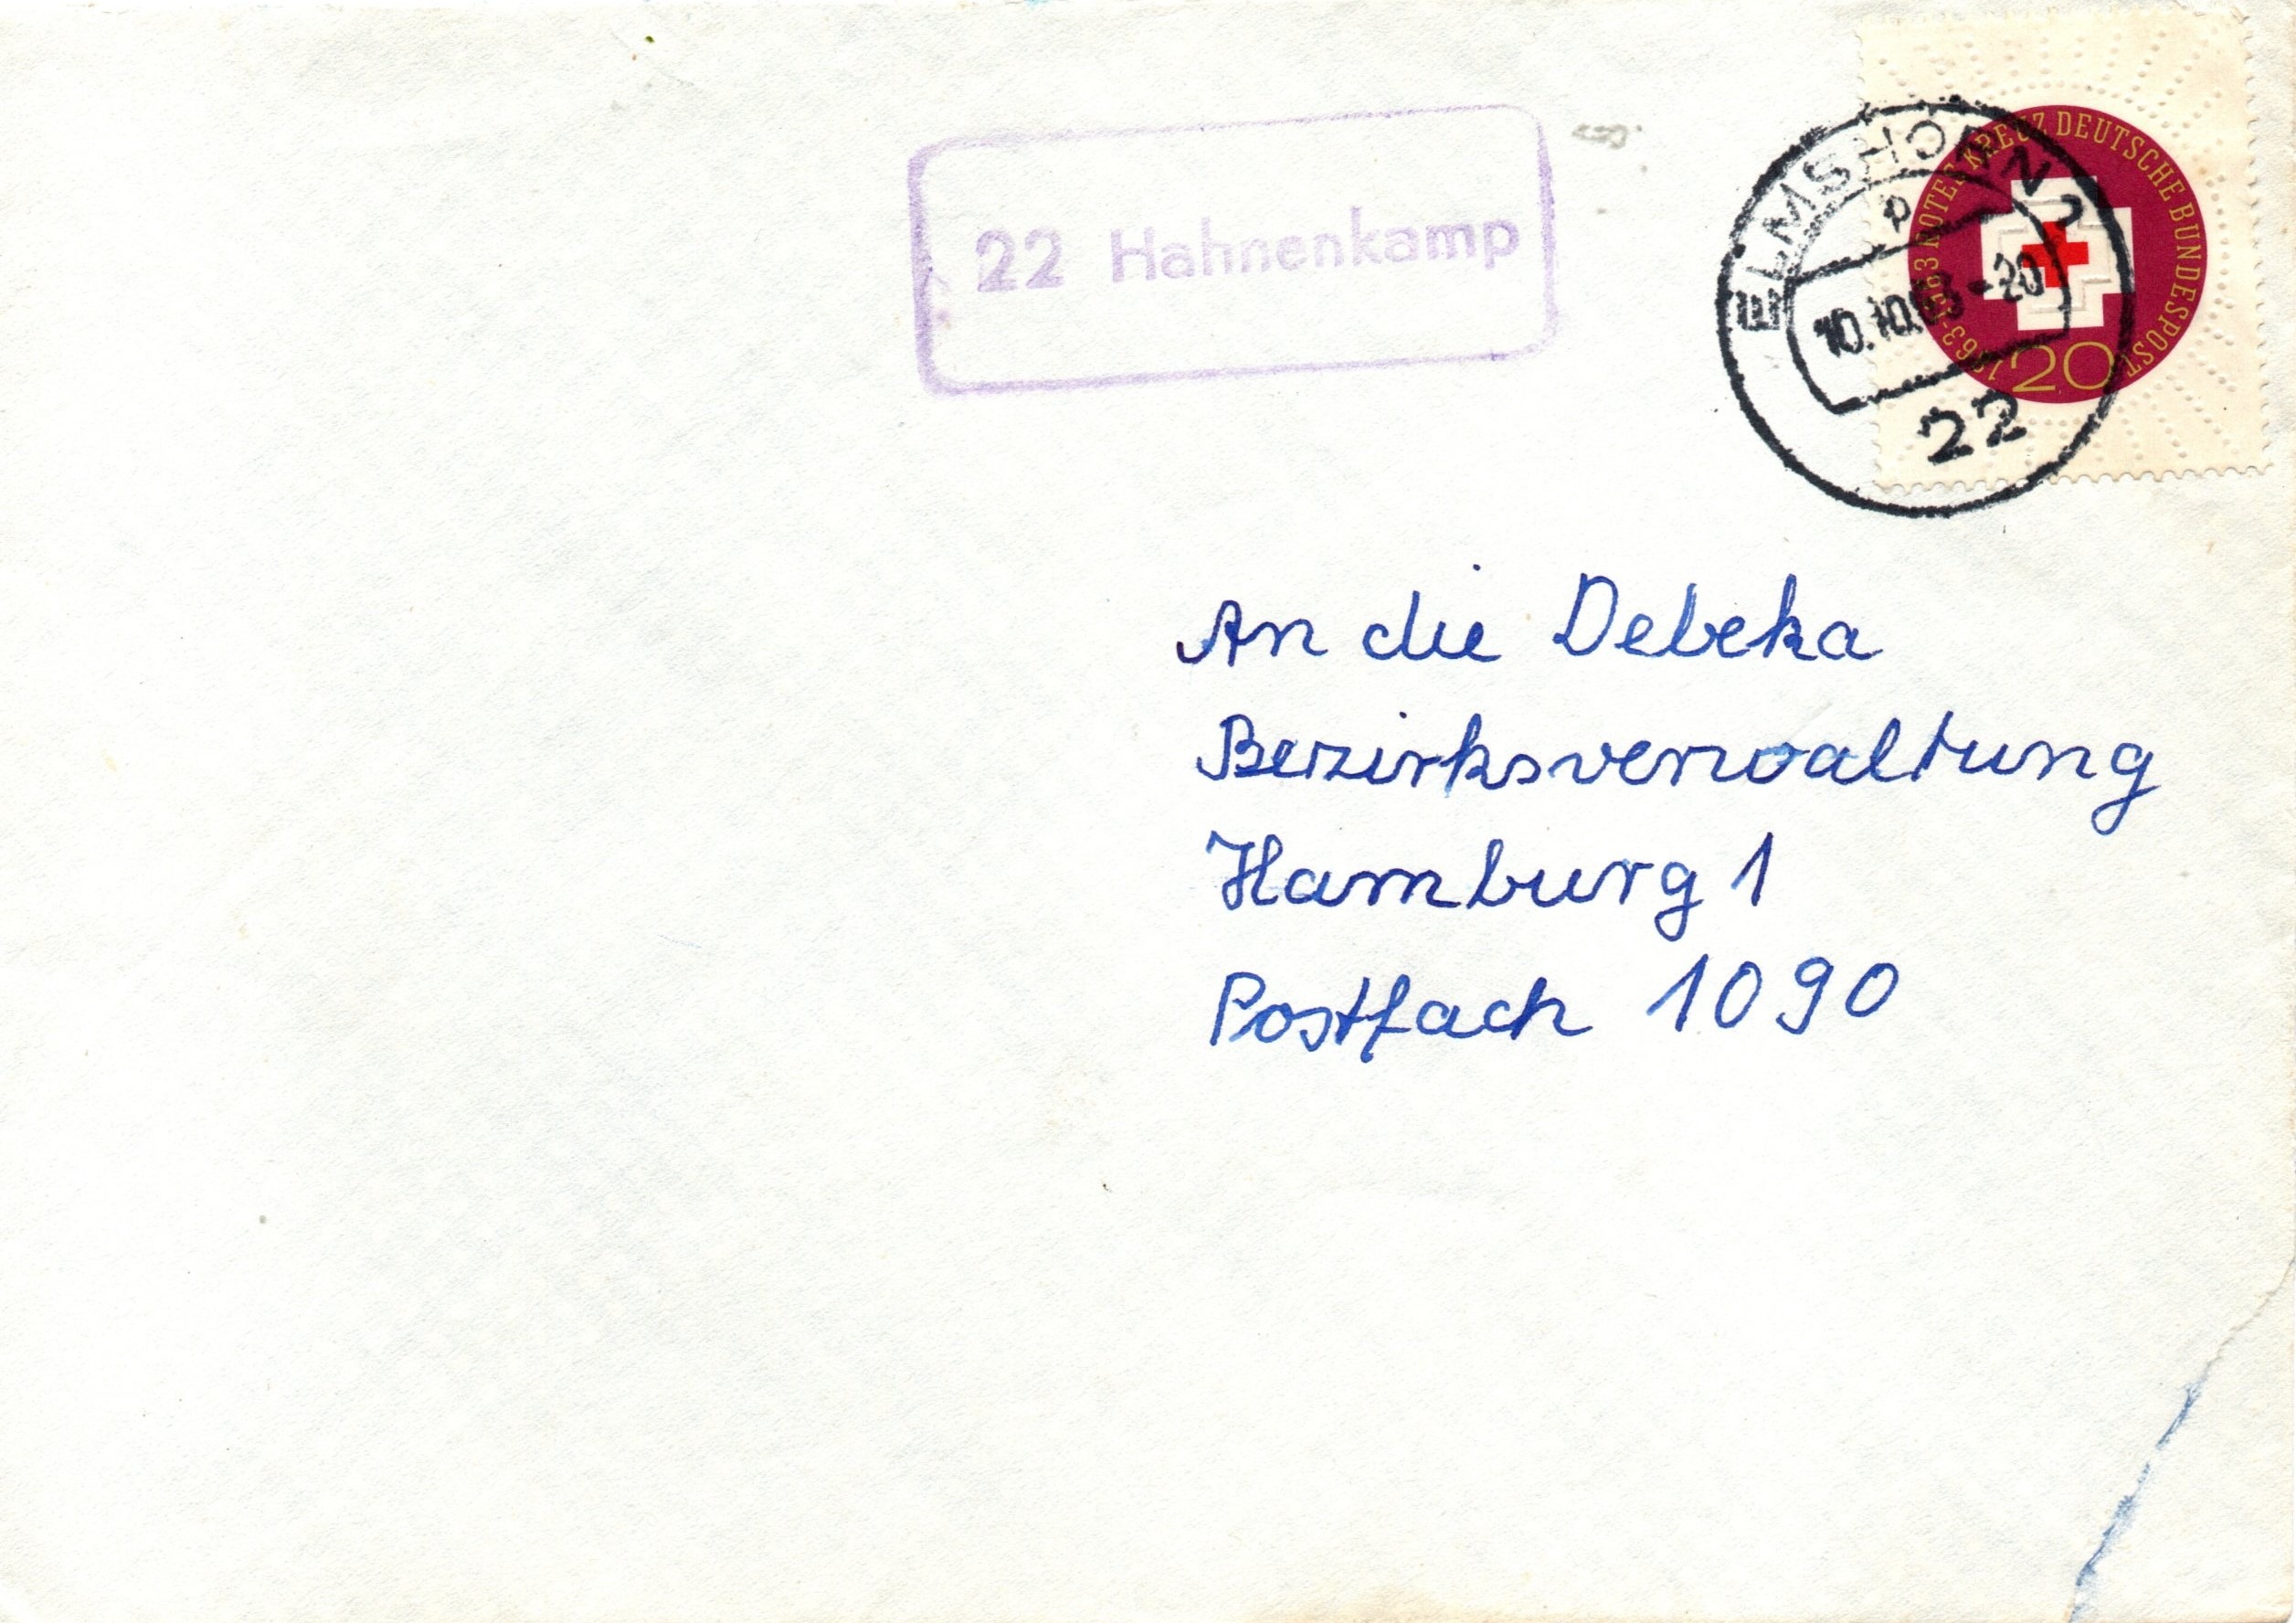 22 Hahnenkamp
1863-1963 ROTES KREUZ DEUTSCHE BUNDESPOST
20
ELMSHORN 1
a
10.10.63-20
22
An die Debeka
Bezirksverwaltung
Hamburg 1
Postfach 1090